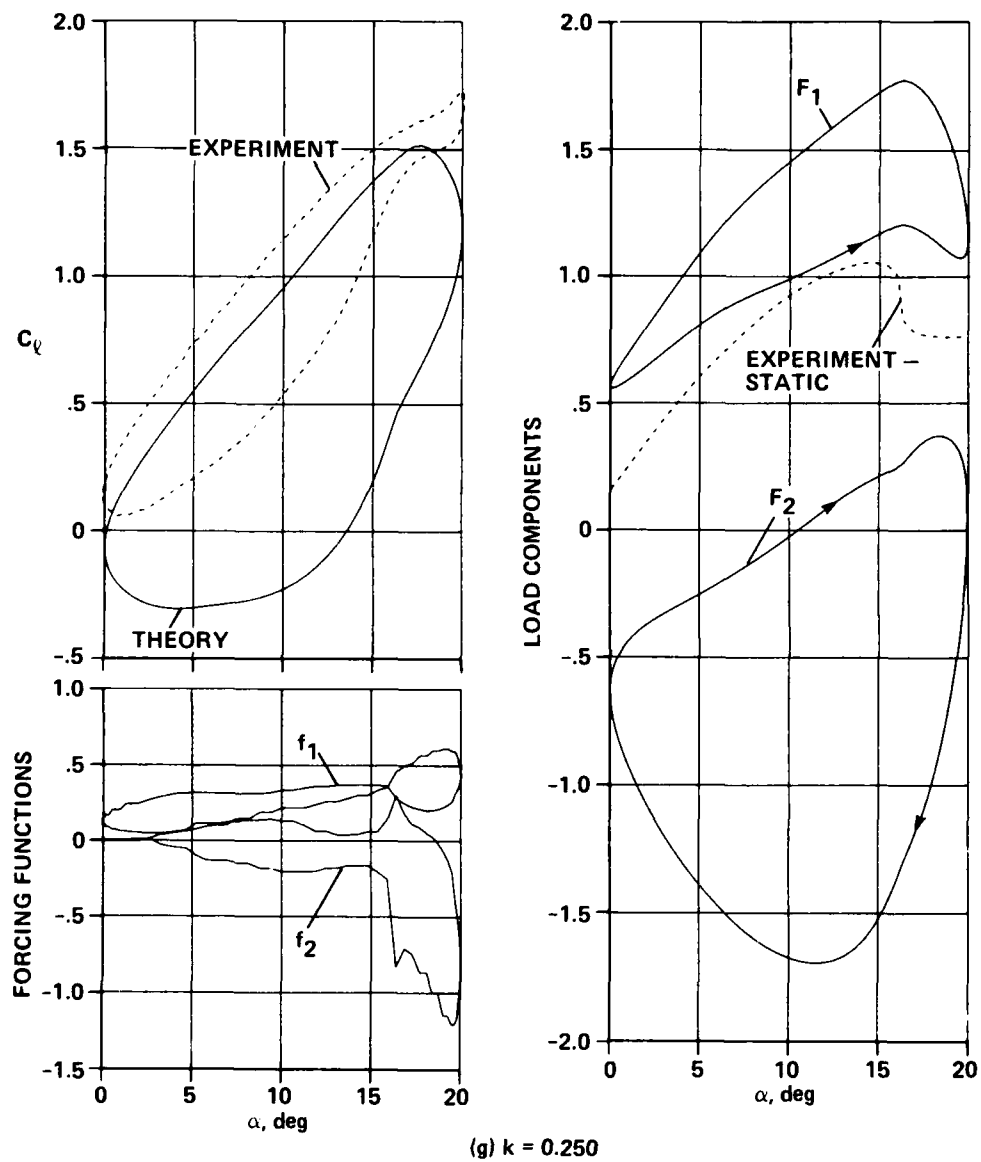 2.0
1.5
1.0
.5
0
-.5
Cℓ
EXPERIMENT
THEORY
1.0
.5
0
-.5
-1.0
-1.5
FORCING FUNCTIONS
f1
f2
0 5 10 15 20
α, deg
2.0
1.5
1.0
.5
0
-.5
-1.0
-1.5
-2.0
LOAD COMPONENTS
F1
EXPERIMENT –
STATIC
F2
0 5 10 15 20
α, deg
(g) k = 0.250